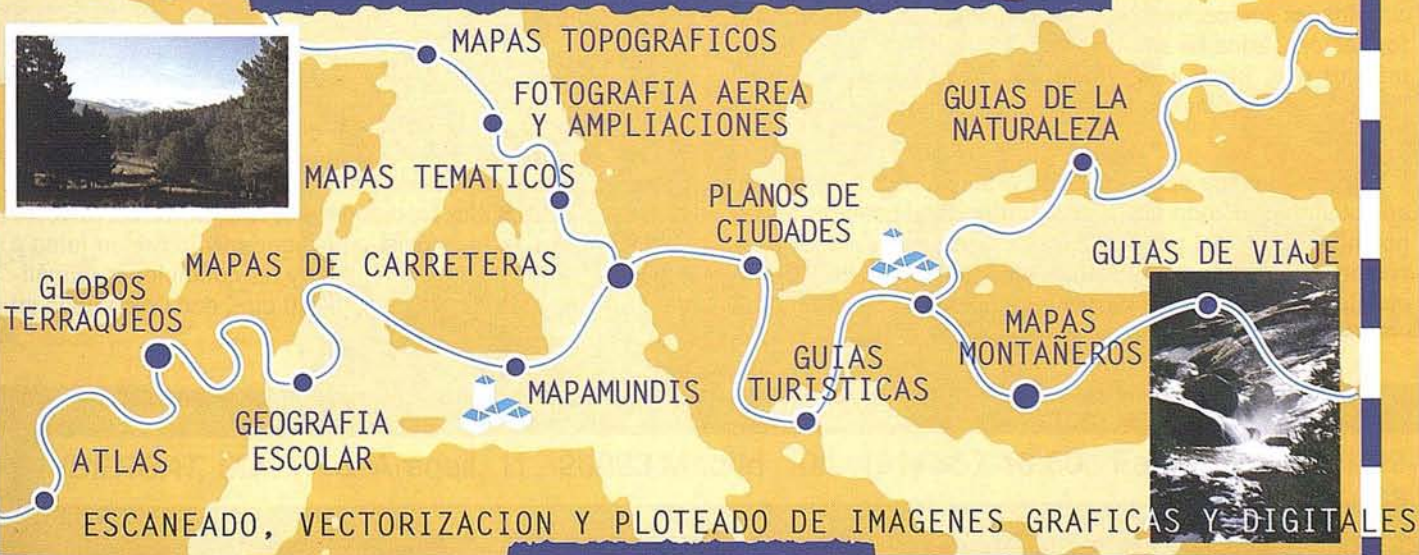 MAPAS TOPOGRAFICOS
FOTOGRAFIA AEREA
Y AMPLIACIONES
GUIAS DE LA
NATURALEZA
MAPAS TEMATICOS
PLANOS DE
CIUDADES
GUIAS DE VIAJE
MAPAS DE CARRETERAS
GLOBOS
TERRAQUEOS
MAPAS
MONTAÑEROS
GUIAS
TURISTICAS
MAPAMUNDIS
GEOGRAFIA
ESCOLAR
ATLAS
ESCANEADO, VECTORIZACION Y PLOTEADO DE IMAGENES GRAFICAS Y DIGITALES